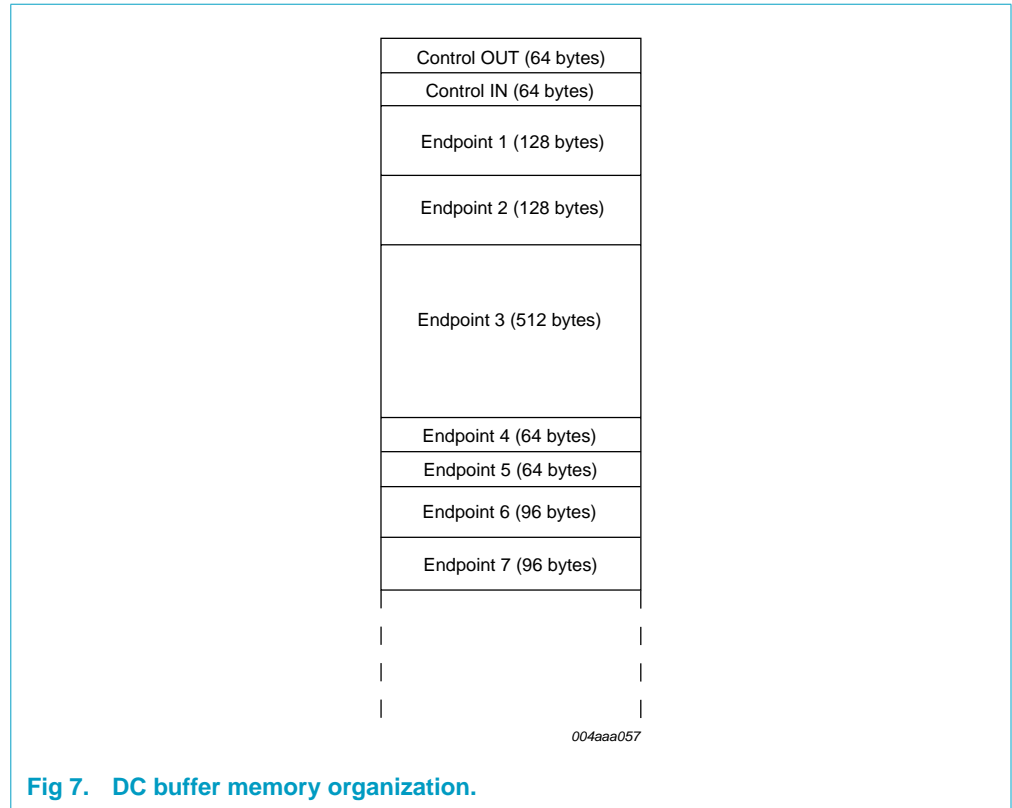 Control OUT (64 bytes)
Control IN (64 bytes)
Endpoint 1 (128 bytes)
Endpoint 2 (128 bytes)
Endpoint 3 (512 bytes)
Endpoint 4 (64 bytes)
Endpoint 5 (64 bytes)
Endpoint 6 (96 bytes)
Endpoint 7 (96 bytes)
004aaa057
Fig 7. DC buffer memory organization.